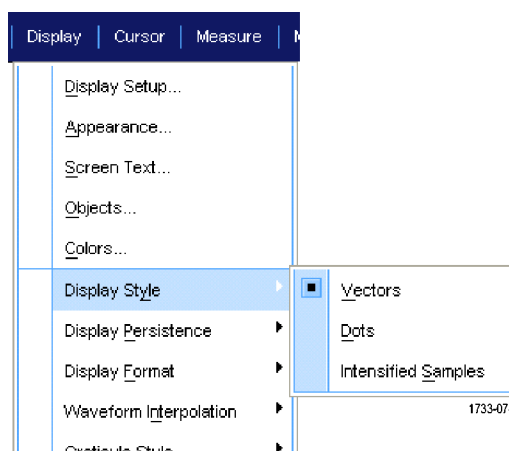 Display Cursor Measure
Display Setup...
Appearance...
Screen Text...
Objects...
Colors...
Display Style
Vectors
Display Persistence
Dots
Display Format
Intensified Samples
Waveform Interpolation
1733-07